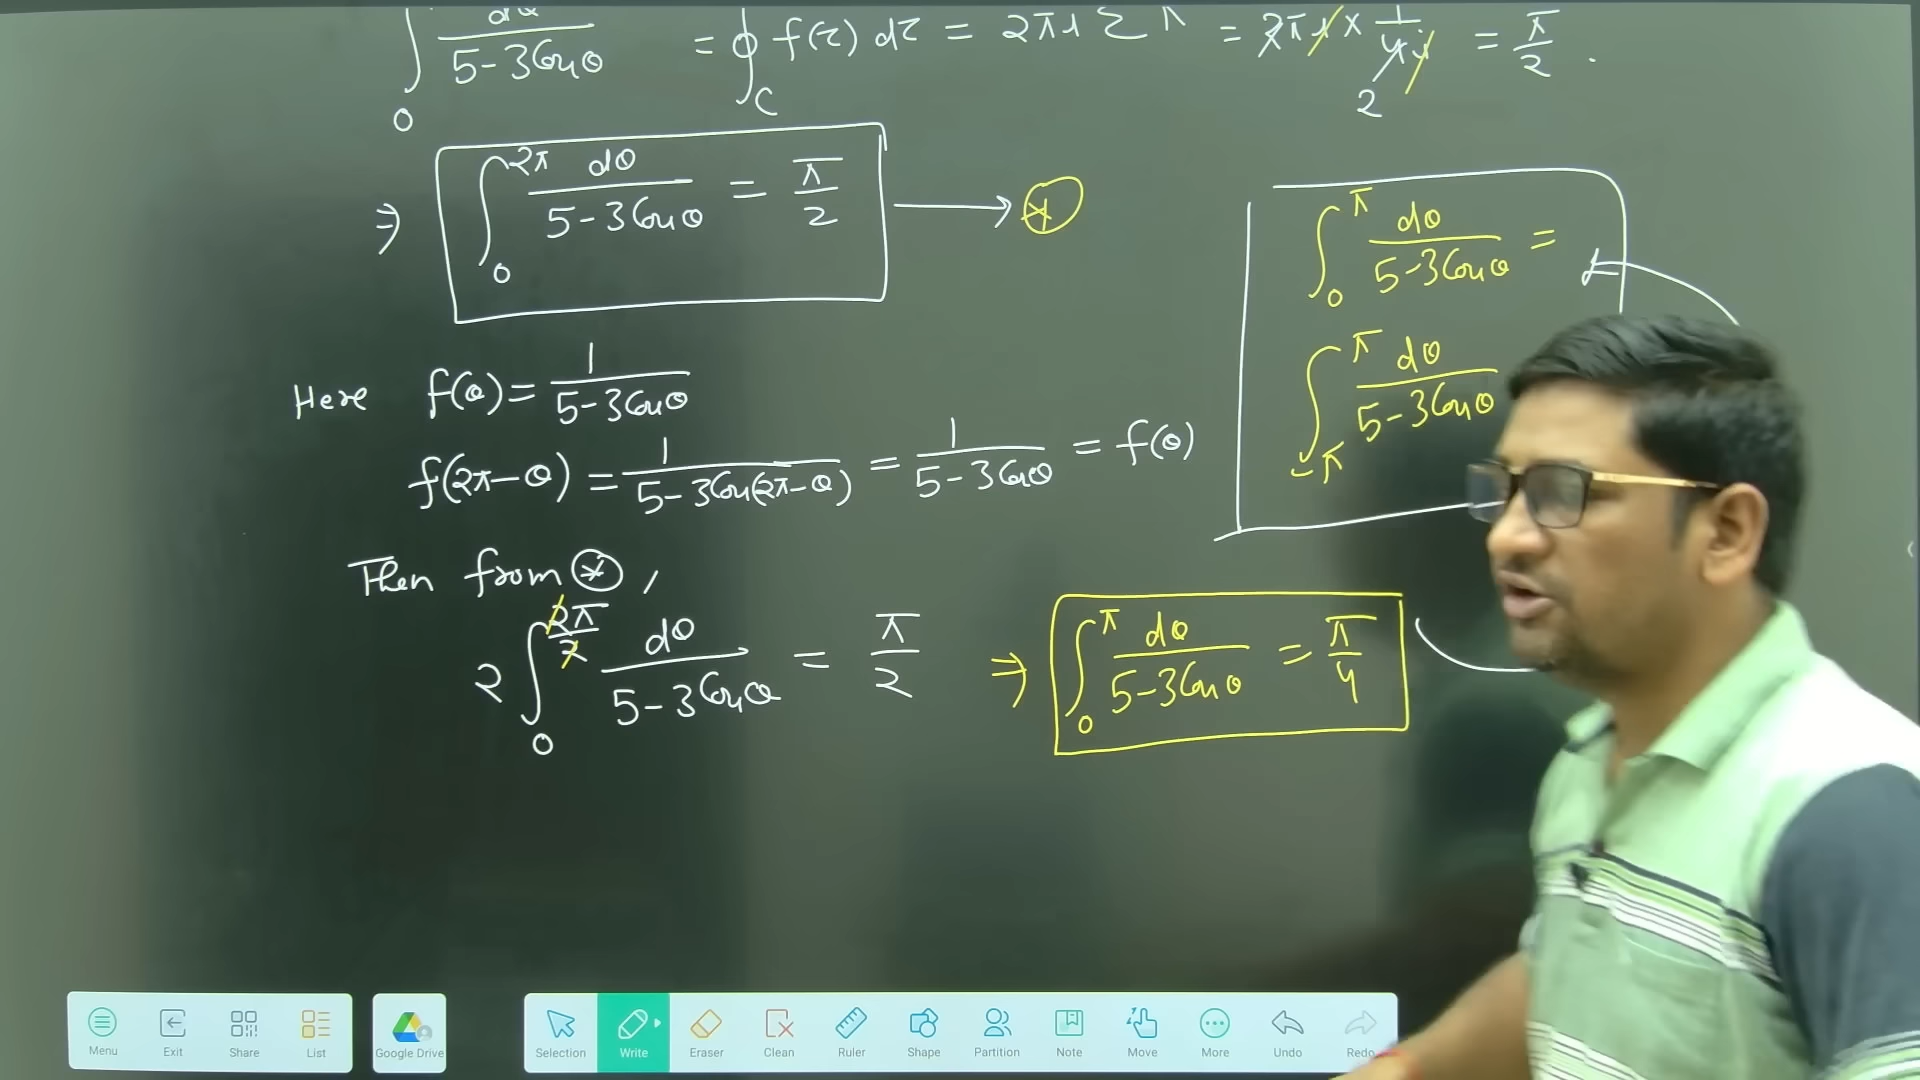 ∫₀ dθ/(5-3Cosθ) = ∮_C f(z) dz = 2πi Σ R = 2πi × 1/4i = π/2 .
2
⇒ ∫₀^2π dθ/(5-3Cosθ) = π/2 → *
∫₀^π dθ/(5-3Cosθ) =
∫_-π^π dθ/(5-3Cosθ)
Here f(θ) = 1/(5-3Cosθ)
f(2π-θ) = 1/(5-3Cos(2π-θ)) = 1/(5-3Cosθ) = f(θ)
Then from *,
2 ∫₀^2π/2 dθ/(5-3Cosθ) = π/2 ⇒ ∫₀^π dθ/(5-3Cosθ) = π/4
Menu Exit Share List Google Drive Selection Write Eraser Clean Ruler Shape Partition Note Move More Undo Redo